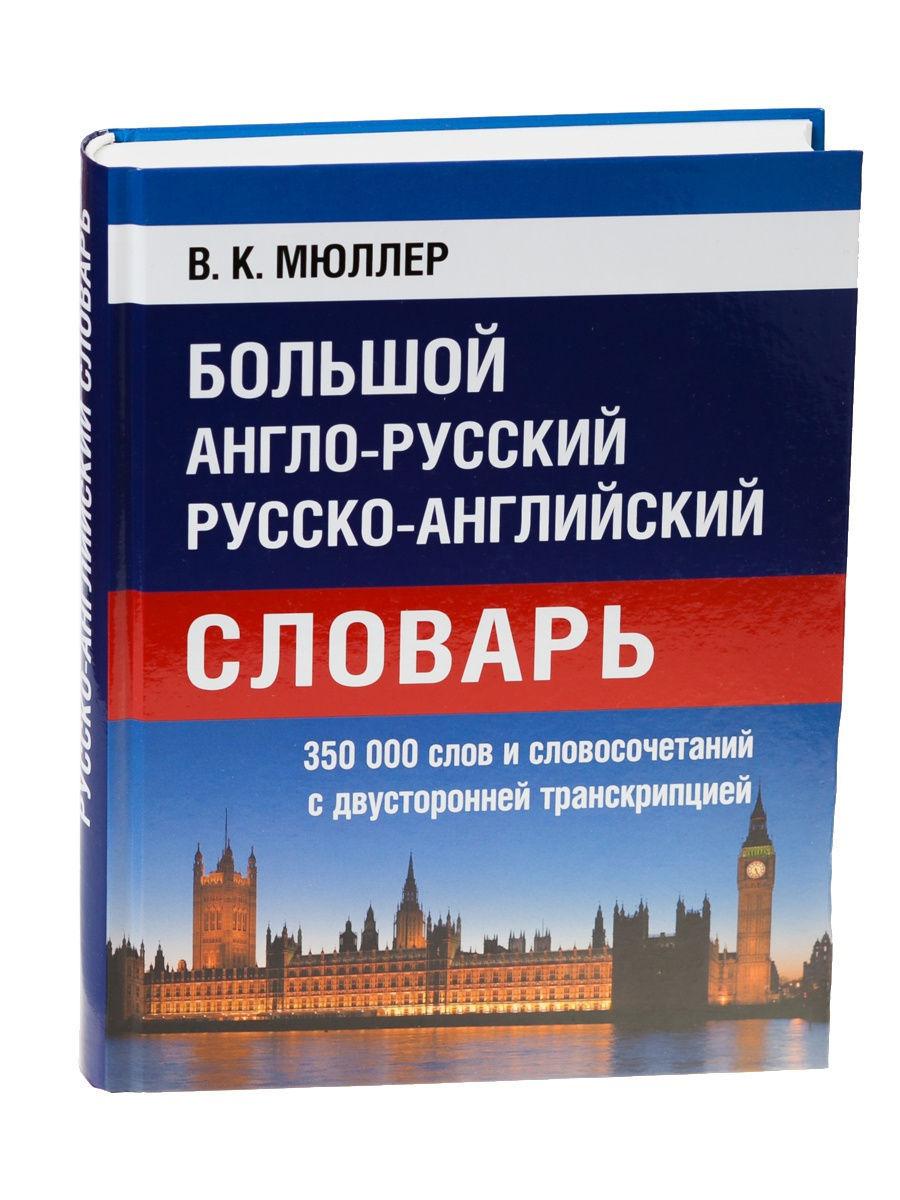 В. К. МЮЛЛЕР
БОЛЬШОЙ
АНГЛО-РУССКИЙ
РУССКО-АНГЛИЙСКИЙ
СЛОВАРЬ
350 000 слов и словосочетаний
с двусторонней транскрипцией
РУССКО-АНГЛИЙСКИЙ СЛОВАРЬ